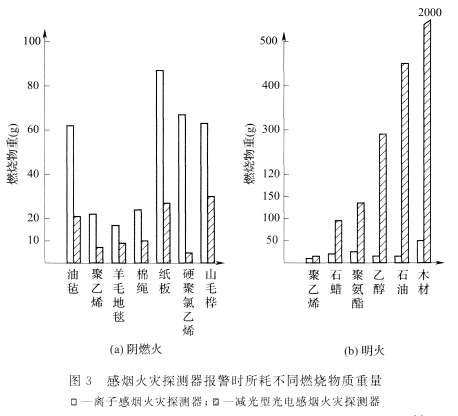 2000
100
80
60
40
20
10
燃烧物重(g)
油毡
聚乙烯
羊毛地毯
棉绳
纸板
硬聚氯乙烯
山毛榉
(a) 阴燃火
500
400
300
120
150
100
50
燃烧物重(g)
聚乙烯
石蜡
聚氨酯
乙醇
石油
木材
(b) 明火
图 3 感烟火灾探测器报警时所耗不同燃烧物质重量
□—离子感烟火灾探测器；▨—减光型光电感烟火灾探测器